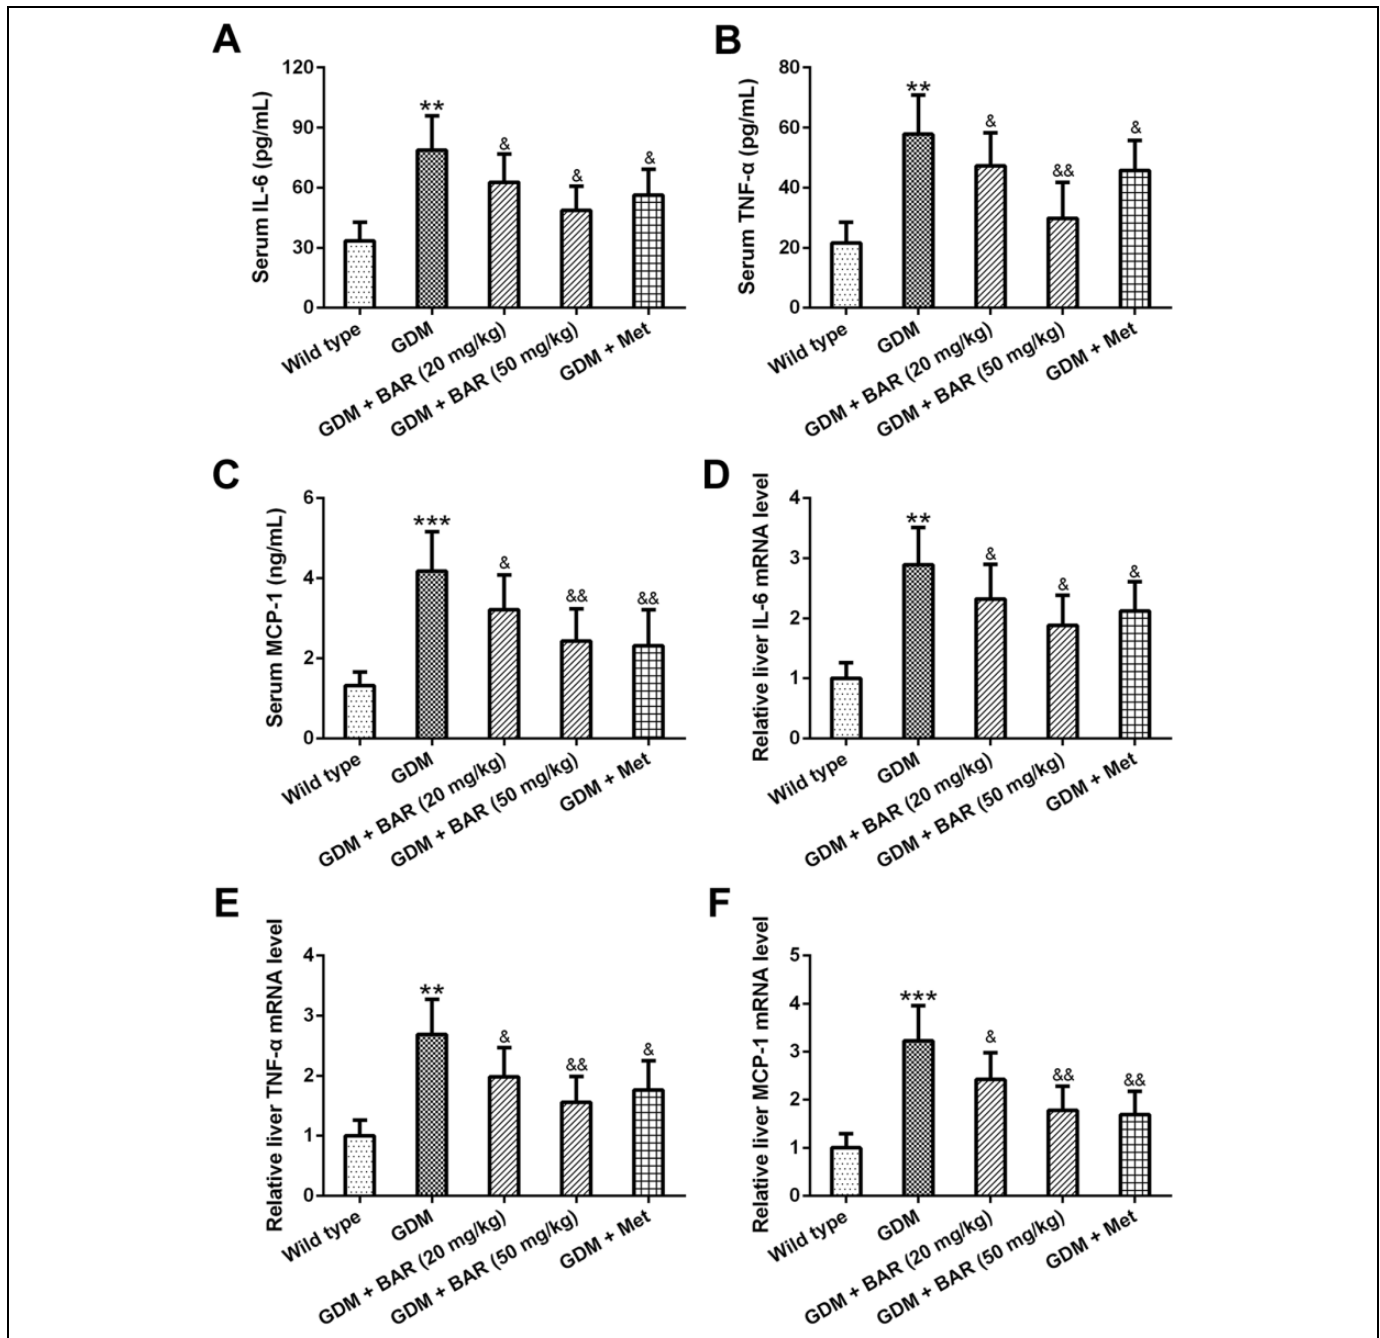 A
Serum IL-6 (pg/mL)
120
90
60
30
0
**
&
&
&
Wild type
GDM
GDM + BAR (20 mg/kg)
GDM + BAR (50 mg/kg)
GDM + Met
B
Serum TNF-α (pg/mL)
80
60
40
20
0
**
&
&&
&
Wild type
GDM
GDM + BAR (20 mg/kg)
GDM + BAR (50 mg/kg)
GDM + Met
C
Serum MCP-1 (ng/mL)
6
4
2
0
***
&
&&
&&
Wild type
GDM
GDM + BAR (20 mg/kg)
GDM + BAR (50 mg/kg)
GDM + Met
D
Relative liver IL-6 mRNA level
4
3
2
1
0
**
&
&
&
Wild type
GDM
GDM + BAR (20 mg/kg)
GDM + BAR (50 mg/kg)
GDM + Met
E
Relative liver TNF-α mRNA level
4
3
2
1
0
**
&
&&
&
Wild type
GDM
GDM + BAR (20 mg/kg)
GDM + BAR (50 mg/kg)
GDM + Met
F
Relative liver MCP-1 mRNA level
5
4
3
2
1
0
***
&
&&
&&
Wild type
GDM
GDM + BAR (20 mg/kg)
GDM + BAR (50 mg/kg)
GDM + Met